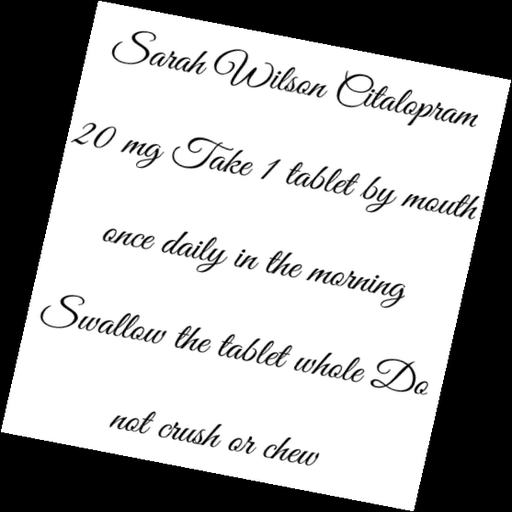 Sarah Wilson Citalopram
20 mg Take 1 tablet by mouth
once daily in the morning
Swallow the tablet whole Do
not crush or chew